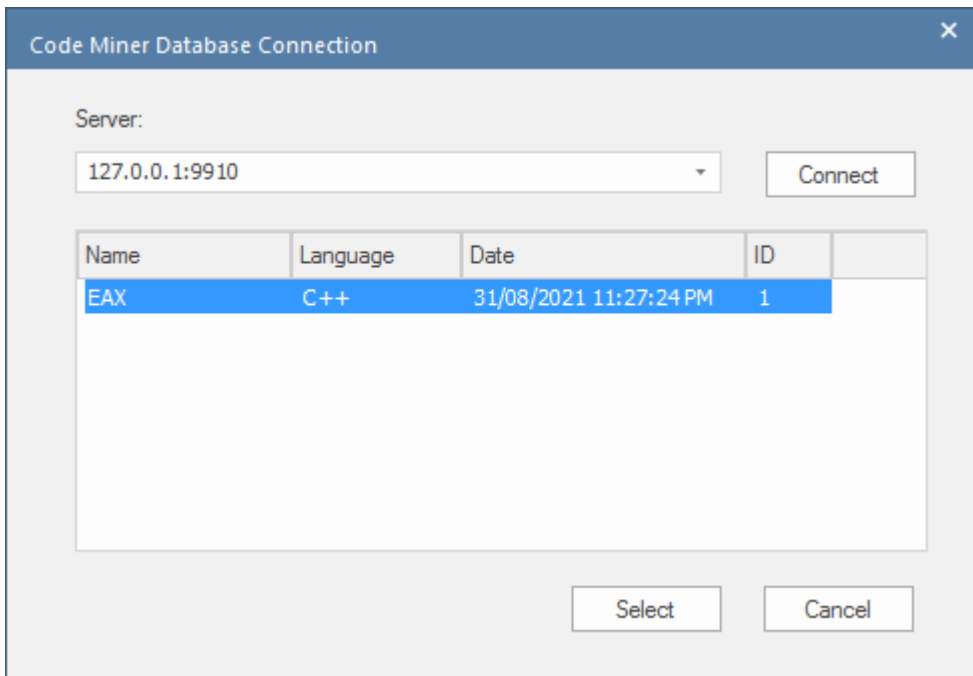 Code Miner Database Connection
Server:
127.0.0.1:9910 Connect
Name Language Date ID
EAX C++ 31/08/2021 11:27:24 PM 1
Select Cancel